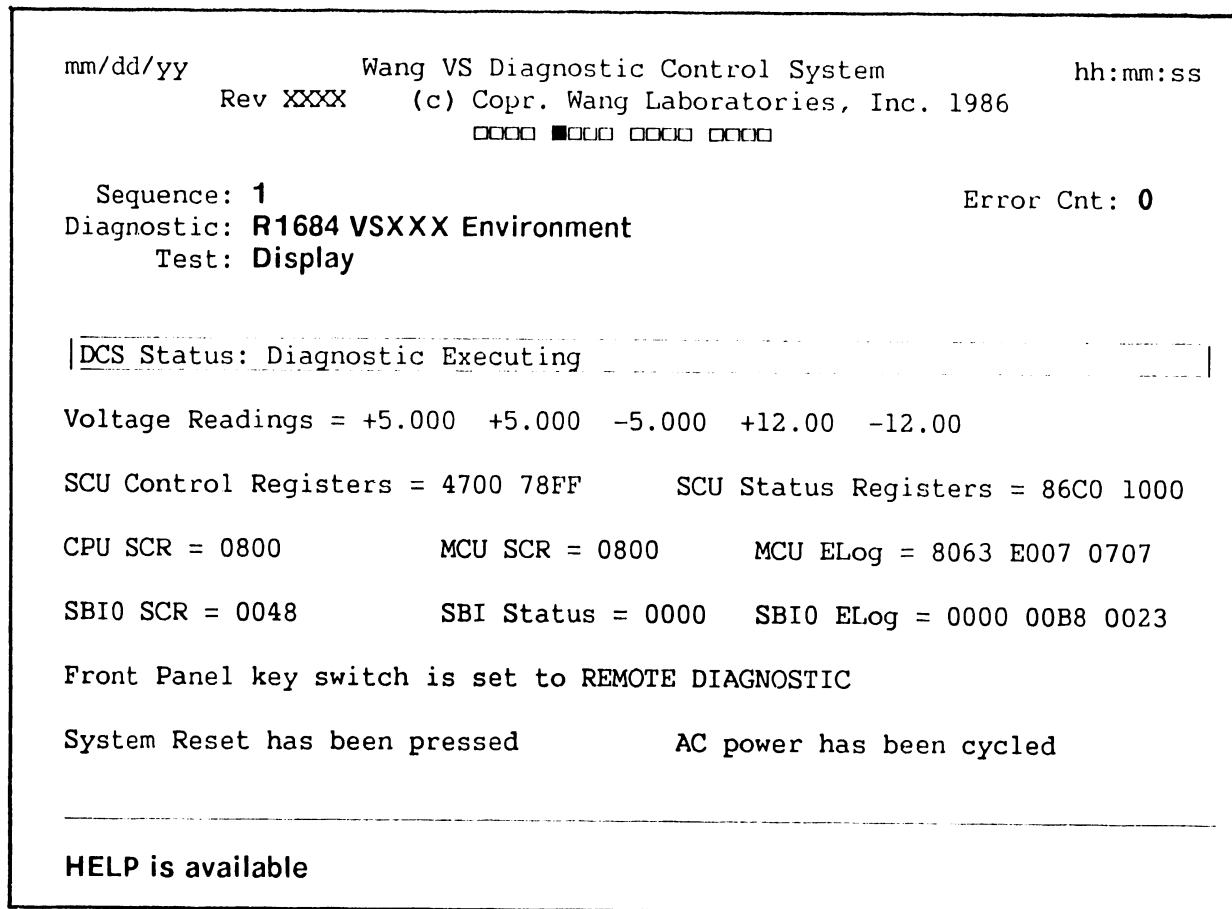 mm/dd/yy Wang VS Diagnostic Control System hh:mm:ss
Rev XXXX (c) Copr. Wang Laboratories, Inc. 1986
□□□□ ■□□□ □□□□ □□□□
Sequence: 1 Error Cnt: 0
Diagnostic: R1684 VSXXX Environment
Test: Display
DCS Status: Diagnostic Executing
Voltage Readings = +5.000 +5.000 -5.000 +12.00 -12.00
SCU Control Registers = 4700 78FF SCU Status Registers = 86C0 1000
CPU SCR = 0800 MCU SCR = 0800 MCU ELog = 8063 E007 0707
SBI0 SCR = 0048 SBI Status = 0000 SBI0 ELog = 0000 00B8 0023
Front Panel key switch is set to REMOTE DIAGNOSTIC
System Reset has been pressed AC power has been cycled
HELP is available